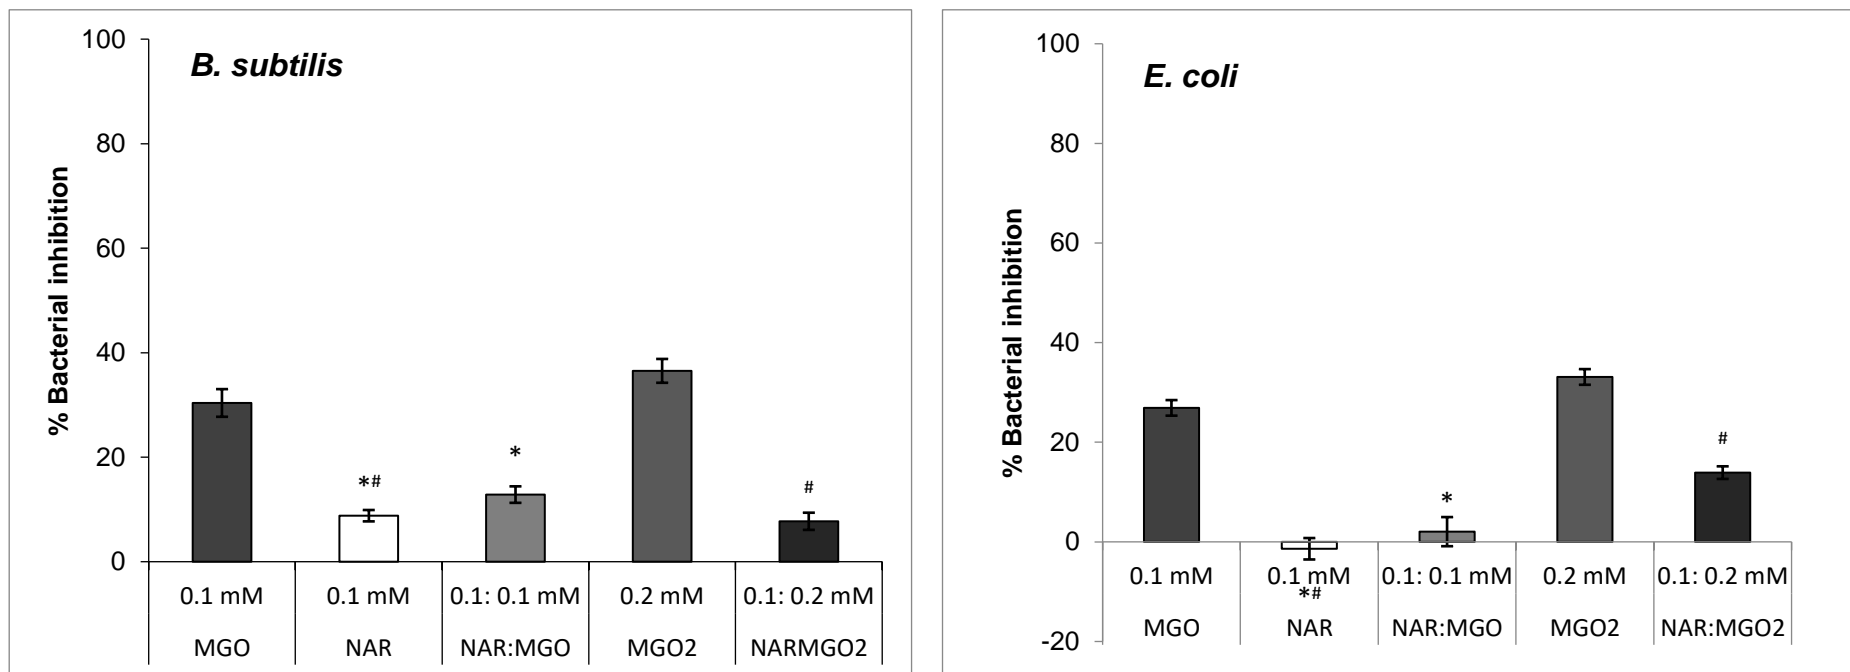 B. subtilis
% Bacterial inhibition
100
80
60
40
20
0
*#
*
#
0.1 mM 0.1 mM 0.1: 0.1 mM 0.2 mM 0.1: 0.2 mM
MGO NAR NAR:MGO MGO2 NARMGO2
E. coli
% Bacterial inhibition
100
80
60
40
20
0
-20
*
#
0.1 mM 0.1 mM 0.1: 0.1 mM 0.2 mM 0.1: 0.2 mM
*#
MGO NAR NAR:MGO MGO2 NAR:MGO2